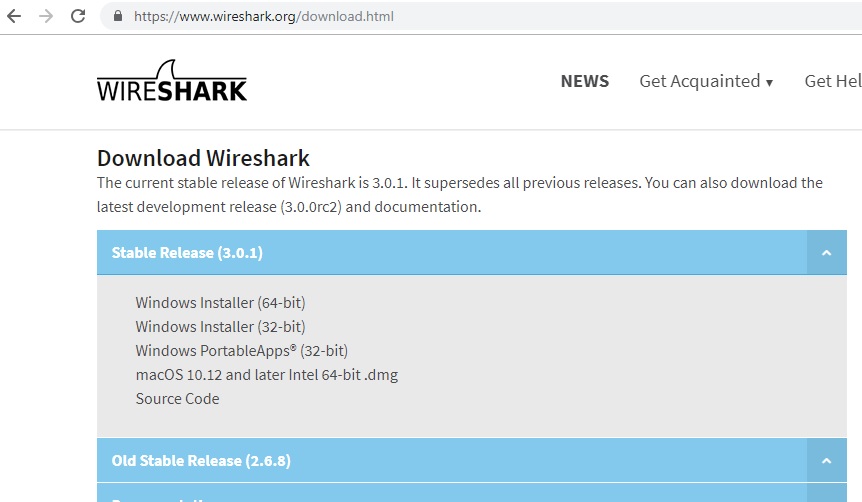 https://www.wireshark.org/download.html
WIRESHARK
NEWS Get Acquainted ▾ Get Hel
Download Wireshark
The current stable release of Wireshark is 3.0.1. It supersedes all previous releases. You can also download the
latest development release (3.0.0rc2) and documentation.
Stable Release (3.0.1)
Windows Installer (64-bit)
Windows Installer (32-bit)
Windows PortableApps® (32-bit)
macOS 10.12 and later Intel 64-bit .dmg
Source Code
Old Stable Release (2.6.8)